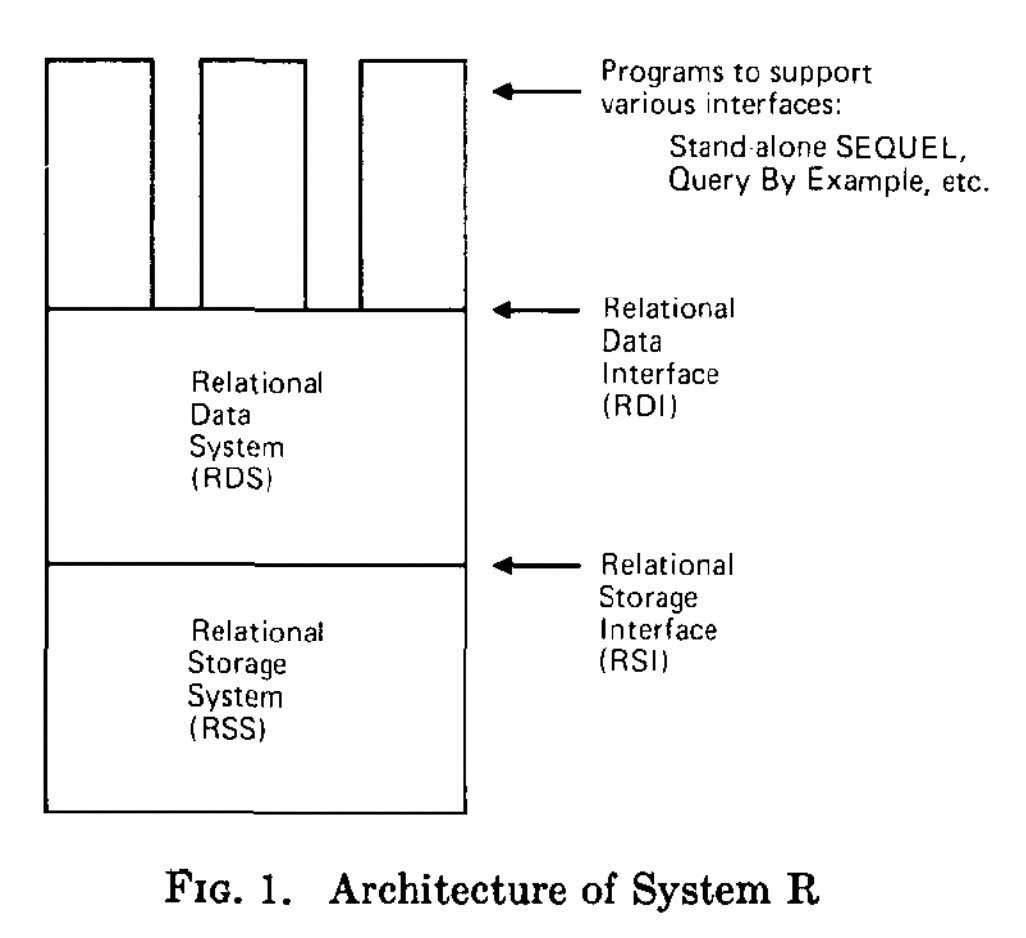 Programs to support
various interfaces:
Stand-alone SEQUEL,
Query By Example, etc.
Relational
Data
Interface
(RDI)
Relational
Data
System
(RDS)
Relational
Storage
Interface
(RSI)
Relational
Storage
System
(RSS)
FIG. 1. Architecture of System R